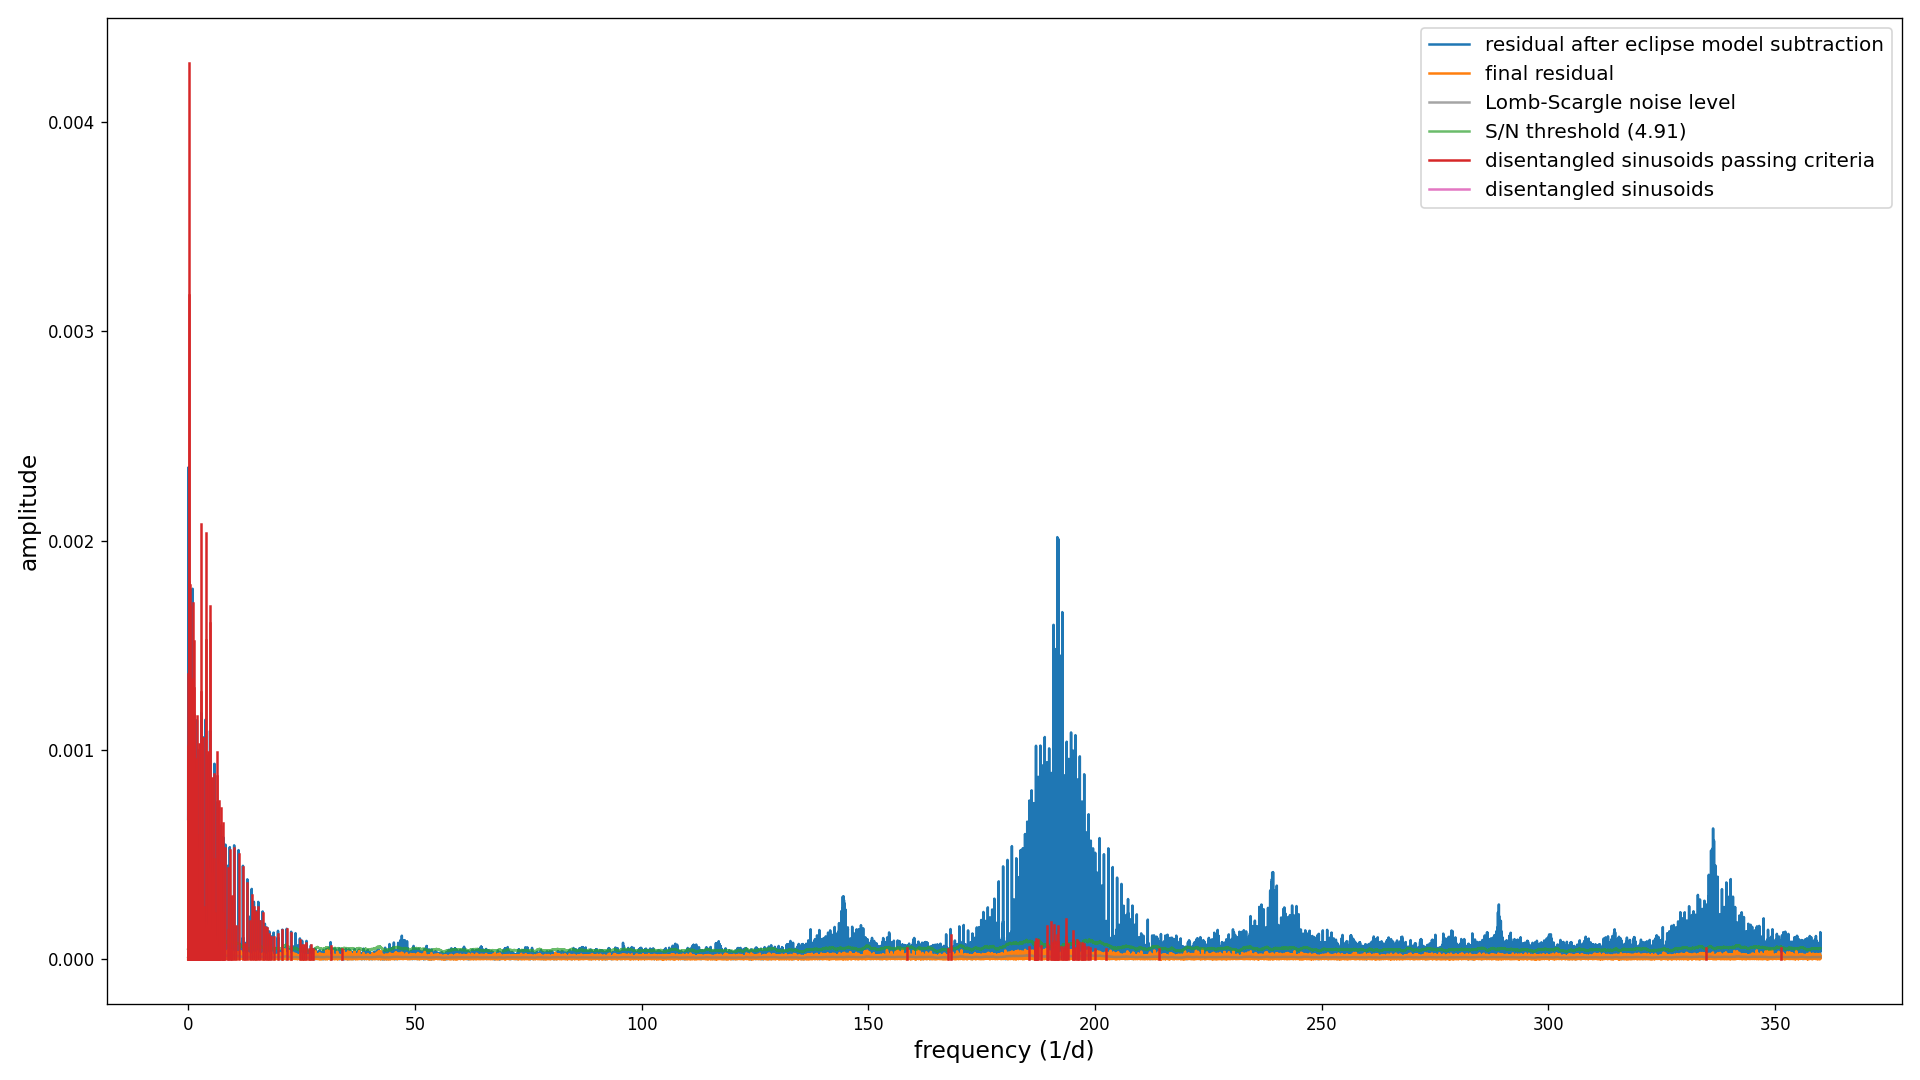 residual after eclipse model subtraction
final residual
Lomb-Scargle noise level
S/N threshold (4.91)
disentangled sinusoids passing criteria
disentangled sinusoids
0.004
0.003
0.002
0.001
0.000
amplitude
0 50 100 150 200 250 300 350
frequency (1/d)